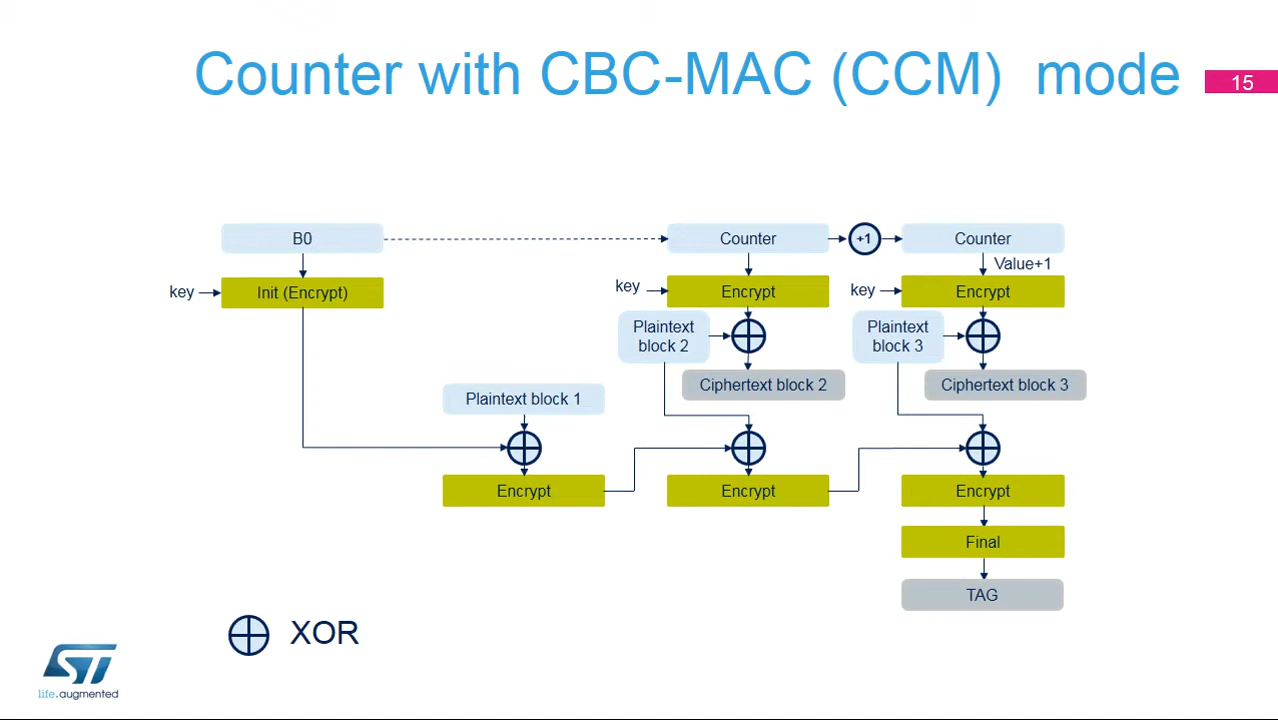 Counter with CBC-MAC (CCM) mode
15
B0
Counter
+1
Counter
Value+1
key
Init (Encrypt)
key
Encrypt
key
Encrypt
Plaintext
block 2
Plaintext
block 3
Ciphertext block 2
Ciphertext block 3
Plaintext block 1
Encrypt
Encrypt
Encrypt
Final
TAG
XOR
ST
life.augmented